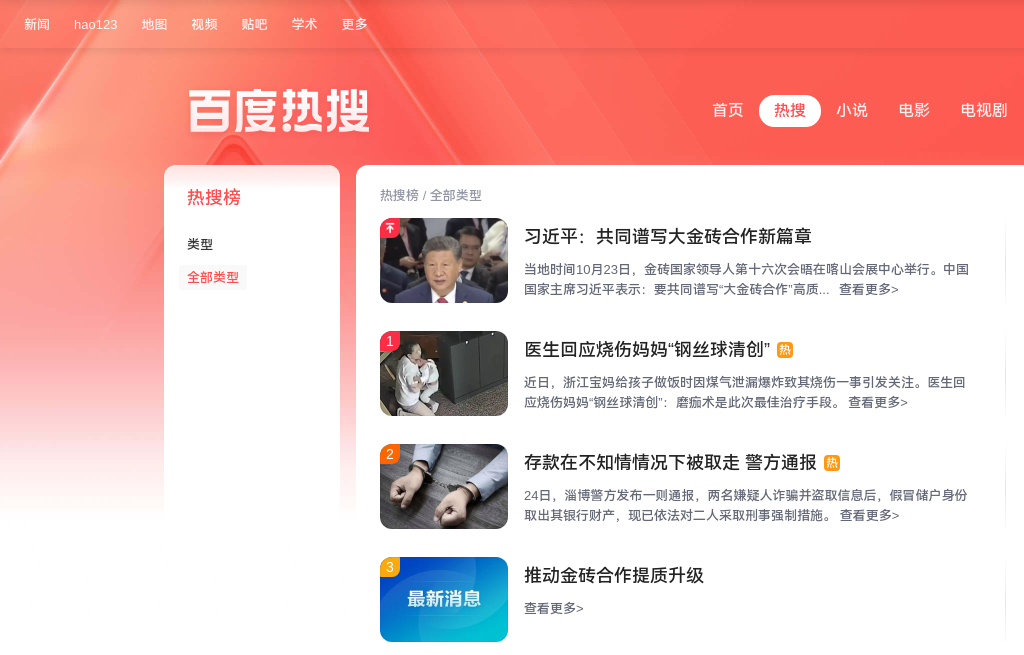 新闻 hao123 地图 视频 贴吧 学术 更多
百度热搜
首页 热搜 小说 电影 电视剧
热搜榜
类型
全部类型
热搜榜 / 全部类型
习近平：共同谱写大金砖合作新篇章
当地时间10月23日，金砖国家领导人第十六次会晤在喀山会展中心举行。中国
国家主席习近平表示：要共同谱写“大金砖合作”高质... 查看更多>
1
医生回应烧伤妈妈“钢丝球清创” 热
近日，浙江宝妈给孩子做饭时因煤气泄漏爆炸致其烧伤一事引发关注。医生回
应烧伤妈妈“钢丝球清创”：磨痂术是此次最佳治疗手段。 查看更多>
2
存款在不知情情况下被取走 警方通报 热
24日，淄博警方发布一则通报，两名嫌疑人诈骗并盗取信息后，假冒储户身份
取出其银行财产，现已依法对二人采取刑事强制措施。 查看更多>
3
最新消息
推动金砖合作提质升级
查看更多>